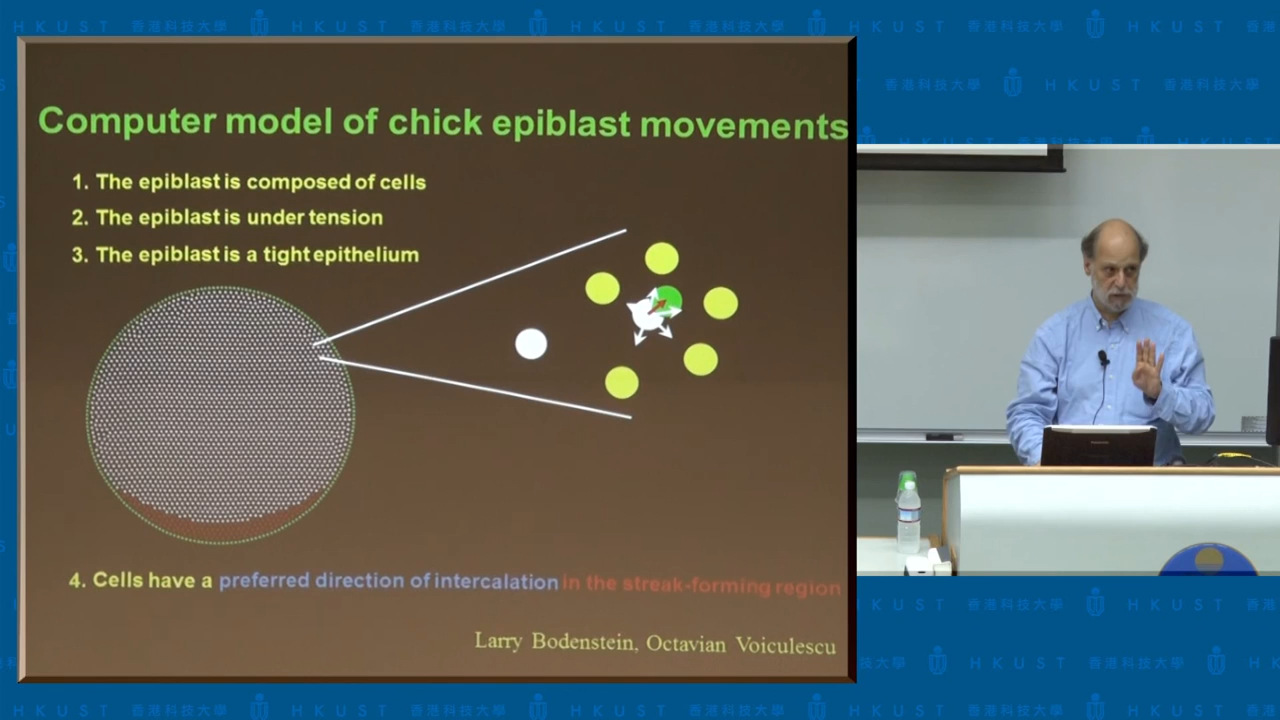 Computer model of chick epiblast movements
1. The epiblast is composed of cells
2. The epiblast is under tension
3. The epiblast is a tight epithelium
4. Cells have a preferred direction of intercalation in the streak-forming region
Larry Bodenstein, Octavian Voiculescu
HKUST 香港科技大學